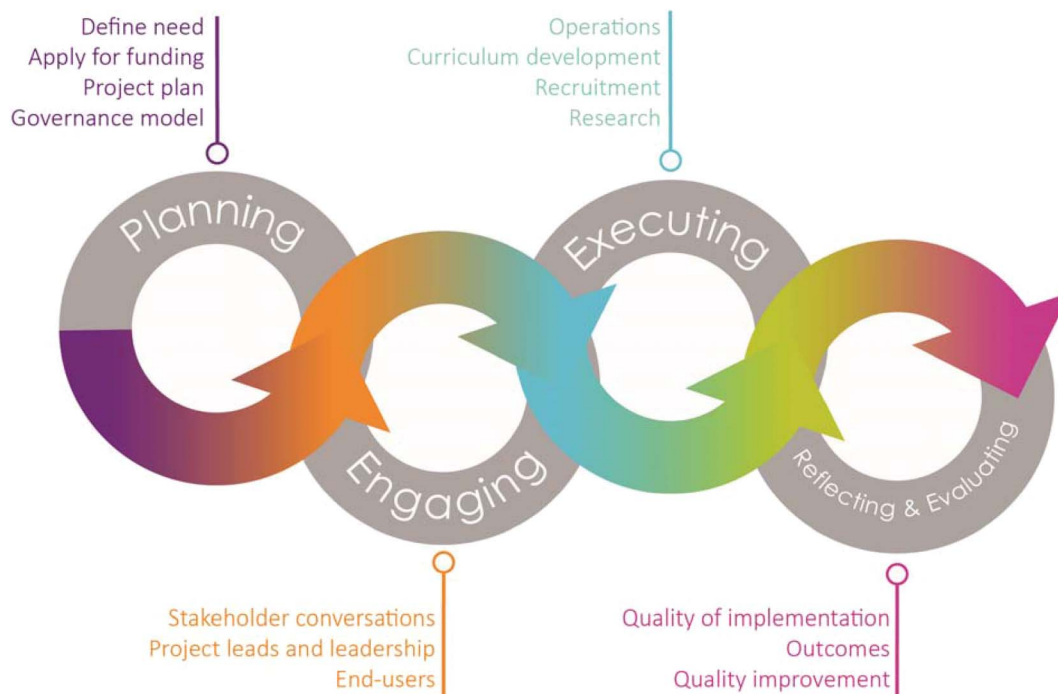 Define need
Apply for funding
Project plan
Governance model
Operations
Curriculum development
Recruitment
Research
Planning
Executing
Engaging
Reflecting & Evaluating
Stakeholder conversations
Project leads and leadership
End-users
Quality of implementation
Outcomes
Quality improvement